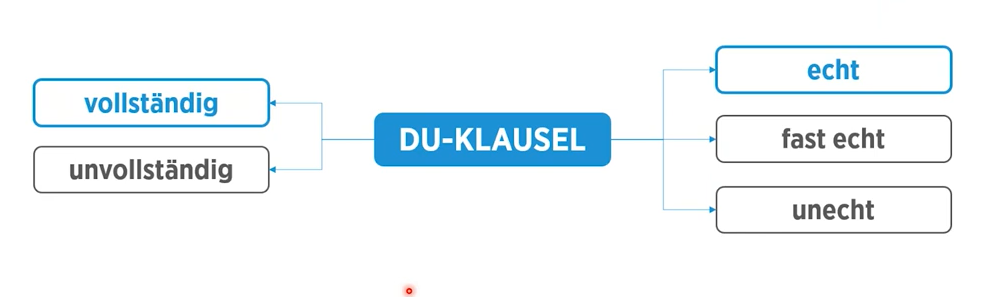 vollständig
unvollständig
DU-KLAUSEL
echt
fast echt
unecht